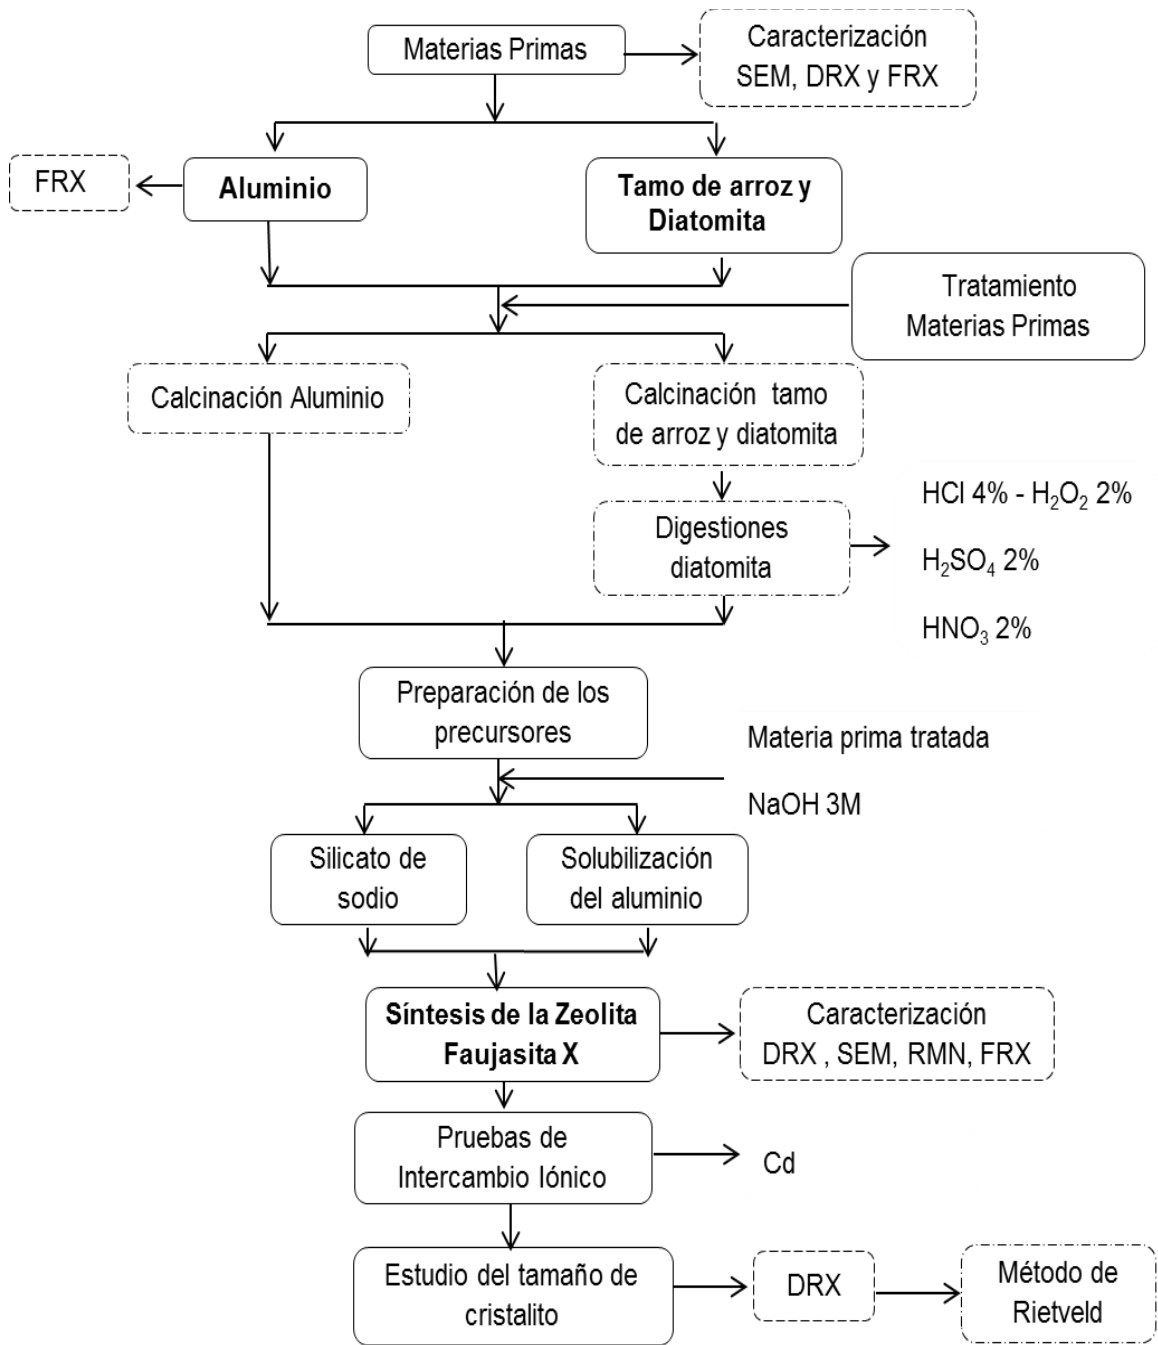 Materias Primas
Caracterización
SEM, DRX y FRX
FRX
Aluminio
Tamo de arroz y
Diatomita
Tratamiento
Materias Primas
Calcinación Aluminio
Calcinación tamo
de arroz y diatomita
Digestiones
diatomita
HCl 4% - H₂O₂ 2%
H₂SO₄ 2%
HNO₃ 2%
Preparación de los
precursores
Materia prima tratada
NaOH 3M
Silicato de
sodio
Solubilización
del aluminio
Síntesis de la Zeolita
Faujasita X
Caracterización
DRX , SEM, RMN, FRX
Pruebas de
Intercambio Iónico
Cd
Estudio del tamaño de
cristalito
DRX
Método de
Rietveld